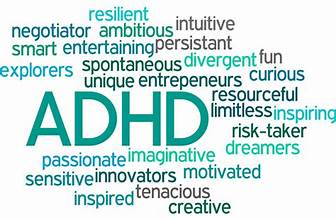 resilient
negotiator ambitious intuitive
smart entertaining persistant
explorers spontaneous divergent fun
unique entrepeneurs curious
ADHD resourceful
limitless inspiring
risk-taker
passionate imaginative dreamers
sensitive innovators motivated
inspired tenacious
creative